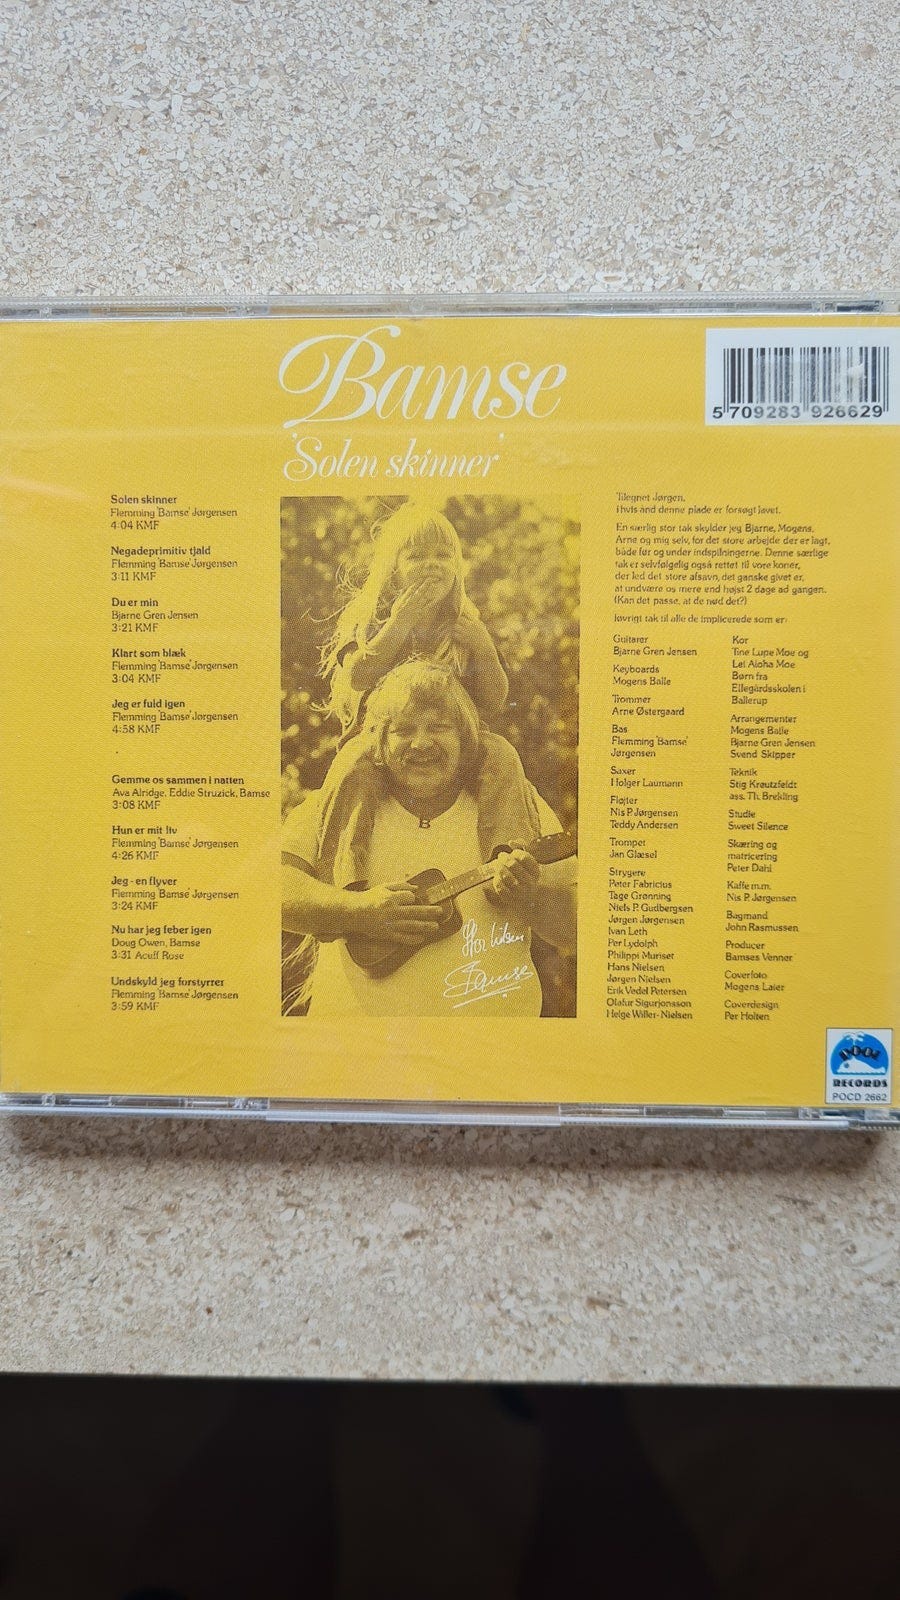 Bamse
'Solen skinner'
5 709283 926629
Solen skinner
Flemming 'Bamse' Jørgensen
4:04 KMF
Negadeprimitiv tjald
Flemming 'Bamse' Jørgensen
3:11 KMF
Du er min
Bjarne Gren Jensen
3:21 KMF
Klart som blæk
Flemming 'Bamse' Jørgensen
3:04 KMF
Jeg er fuld igen
Flemming 'Bamse' Jørgensen
4:58 KMF
Gemme os sammen i natten
Ava Alridge, Eddie Struzick, Bamse
3:08 KMF
Hun er mit liv
Flemming 'Bamse' Jørgensen
4:26 KMF
Jeg - en flyver
Flemming 'Bamse' Jørgensen
3:24 KMF
Nu har jeg feber igen
Doug Owen, Bamse
3:31 Acuff Rose
Undskyld jeg forstyrrer
Flemming 'Bamse' Jørgensen
3:59 KMF
B
Bamse
Tilegnet Jørgen,
i hvis ånd denne plade er forsøgt lavet.
En særlig stor tak skylder jeg Bjarne, Mogens,
Arne og mig selv, for det store arbejde der er lagt,
både før og under indspilningerne. Denne særlige
tak er selvfølgelig også rettet til vore koner,
der led det store afsavn, det ganske givet er,
at undvære os mere end højst 2 dage ad gangen.
(Kan det passe, at de nød det?)
Iøvrigt tak til alle de implicerede som er:
Guitarer
Bjarne Gren Jensen
Keyboards
Mogens Balle
Trommer
Arne Østergaard
Bas
Flemming 'Bamse'
Jørgensen
Saxer
Holger Laumann
Fløjter
Nis P. Jørgensen
Teddy Andersen
Trompet
Jan Glæsel
Strygere
Peter Fabricius
Tage Grønning
Niels P. Gudbergsen
Jørgen Jørgensen
Ivan Leth
Per Lydolph
Philippi Muriset
Hans Nielsen
Jørgen Nielsen
Erik Vedel Petersen
Olafur Sigurjonsson
Helge Willer-Nielsen
Kor
Tine Lupe Moe og
Lei Aloha Moe
Børn fra
Ellegårdsskolen i
Ballerup
Arrangementer
Mogens Balle
Bjarne Gren Jensen
Svend Skipper
Teknik
Stig Kreutzfeldt
ass. Th. Brekling
Studie
Sweet Silence
Skæring og
matricering
Peter Dahl
Kaffe m.m.
Nis P. Jørgensen
Bagmand
John Rasmussen
Producer
Bamses Venner
Coverfoto
Mogens Laier
Coverdesign
Per Holten
POOL
RECORDS
POCD 2662